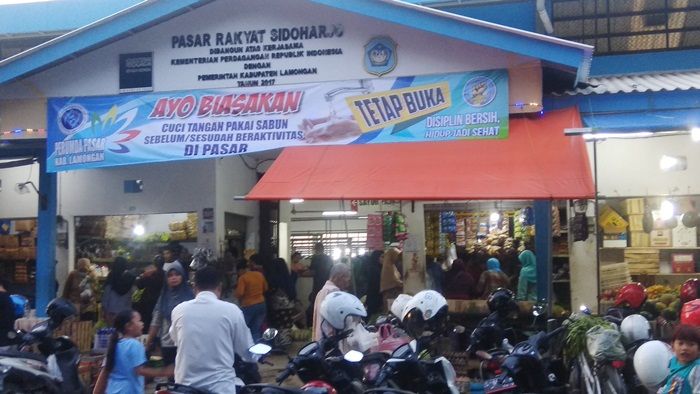 PASAR RAKYAT SIDOHARJO
DIBANGUN ATAS KERJASAMA
KEMENTERIAN PERDAGANGAN REPUBLIK INDONESIA
DENGAN
PEMERINTAH KABUPATEN LAMONGAN
TAHUN 2017
PERUMDA PASAR
KAB. LAMONGAN
AYO BIASAKAN
CUCI TANGAN PAKAI SABUN
SEBELUM/SESUDAH BERAKTIVITAS
DI PASAR
TETAP BUKA
DISIPLIN BERSIH,
HIDUP JADI SEHAT